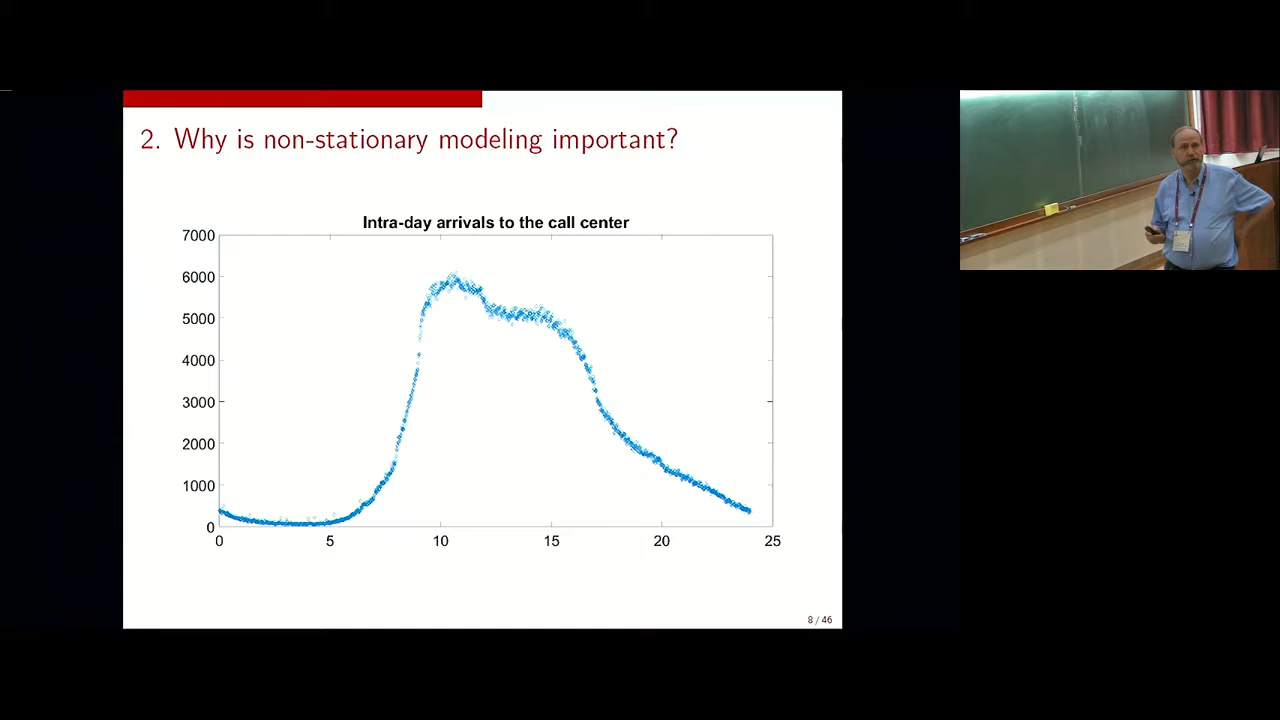 2. Why is non-stationary modeling important?
Intra-day arrivals to the call center
7000
6000
5000
4000
3000
2000
1000
0
0 5 10 15 20 25
8 / 46